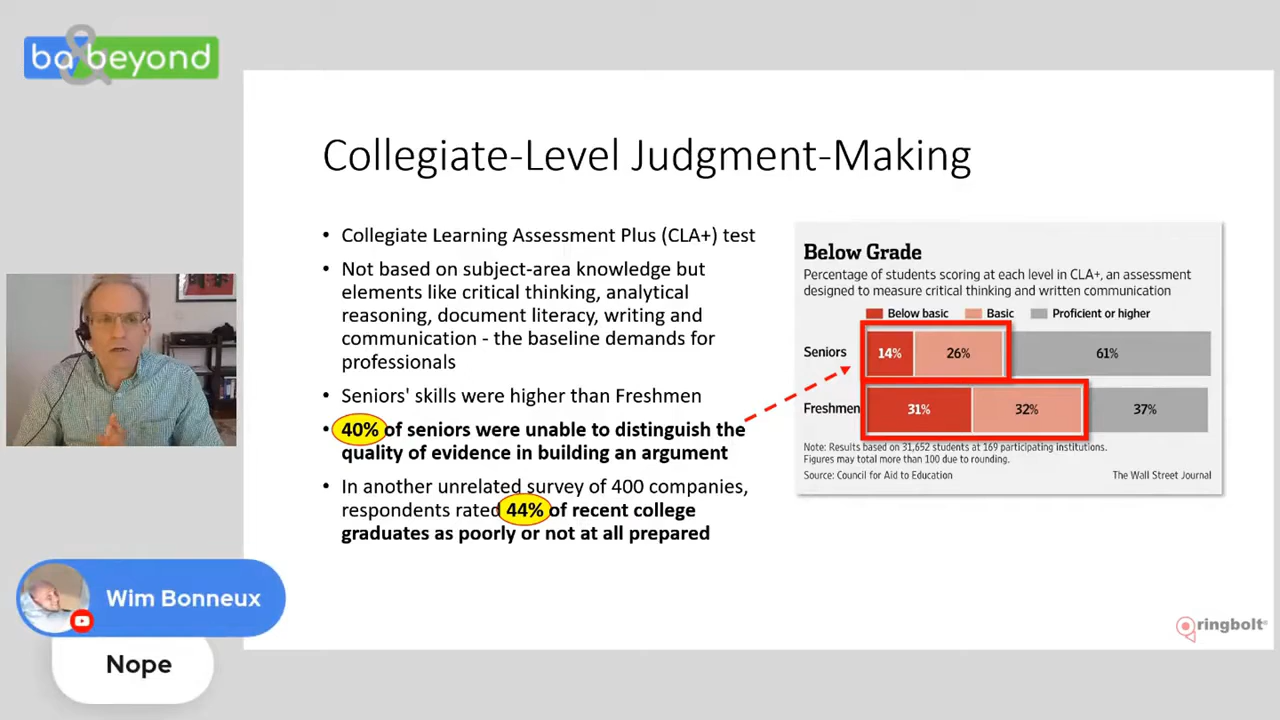 ba&beyond
Collegiate-Level Judgment-Making
• Collegiate Learning Assessment Plus (CLA+) test
• Not based on subject-area knowledge but
elements like critical thinking, analytical
reasoning, document literacy, writing and
communication - the baseline demands for
professionals
• Seniors' skills were higher than Freshmen
• 40% of seniors were unable to distinguish the
quality of evidence in building an argument
• In another unrelated survey of 400 companies,
respondents rated 44% of recent college
graduates as poorly or not at all prepared
Below Grade
Percentage of students scoring at each level in CLA+, an assessment
designed to measure critical thinking and written communication
Below basic Basic Proficient or higher
Seniors 14% 26% 61%
Freshmen 31% 32% 37%
Note: Results based on 31,652 students at 169 participating institutions.
Figures may total more than 100 due to rounding.
Source: Council for Aid to Education The Wall Street Journal
Wim Bonneux
Nope
ringbolt